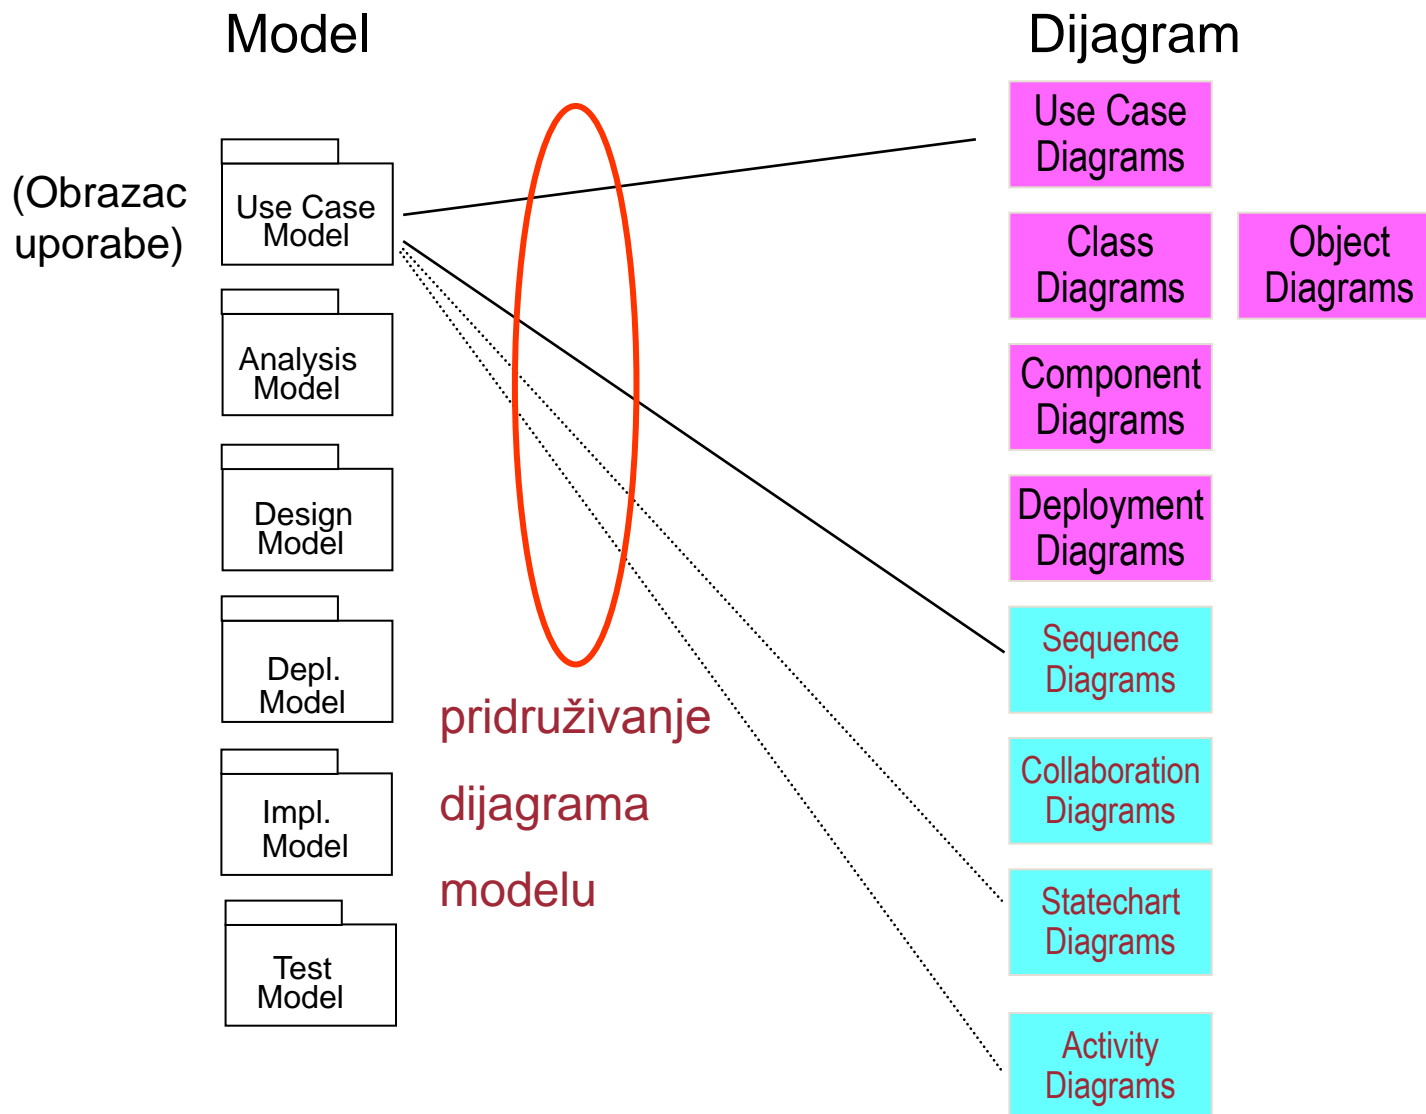 Model
Dijagram
(Obrazac
uporabe)
Use Case
Model
Analysis
Model
Design
Model
Depl.
Model
Impl.
Model
Test
Model
pridruživanje
dijagrama
modelu
Use Case
Diagrams
Class
Diagrams
Object
Diagrams
Component
Diagrams
Deployment
Diagrams
Sequence
Diagrams
Collaboration
Diagrams
Statechart
Diagrams
Activity
Diagrams